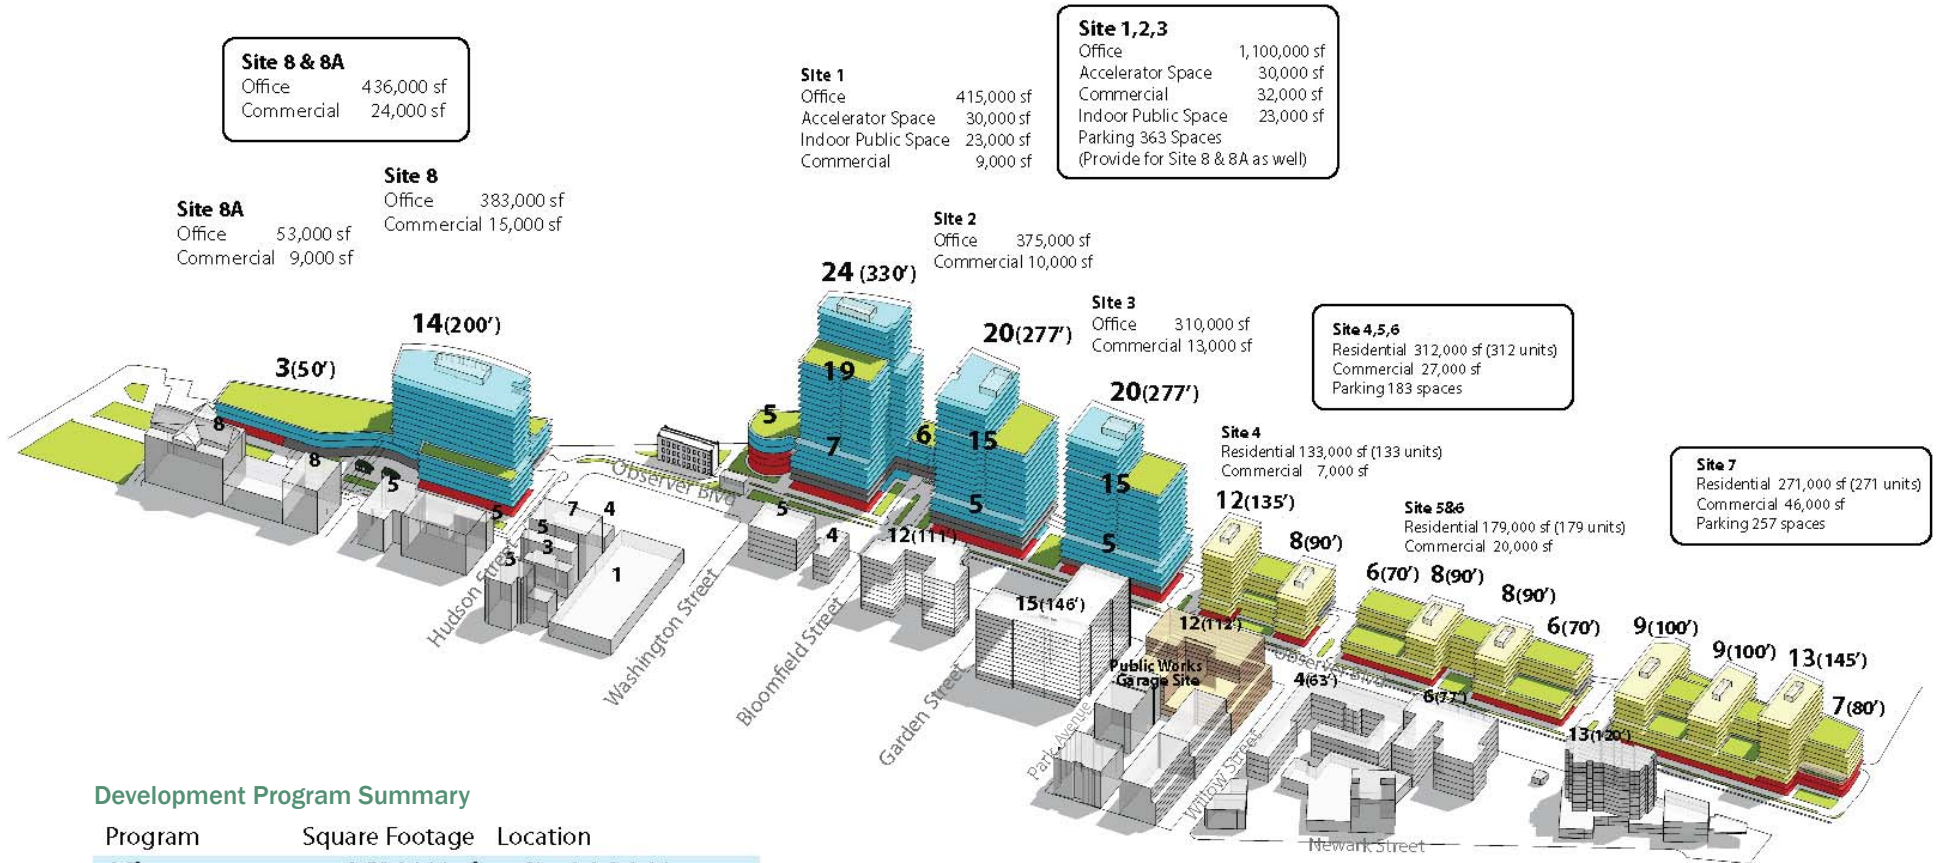 Site 8 & 8A
Office 436,000 sf
Commercial 24,000 sf
Site 8A
Office 53,000 sf
Commercial 9,000 sf
Site 8
Office 383,000 sf
Commercial 15,000 sf
Site 1
Office 415,000 sf
Accelerator Space 30,000 sf
Indoor Public Space 23,000 sf
Commercial 9,000 sf
Site 1,2,3
Office 1,100,000 sf
Accelerator Space 30,000 sf
Commercial 32,000 sf
Indoor Public Space 23,000 sf
Parking 363 Spaces
(Provide for Site 8 & 8A as well)
Site 2
Office 375,000 sf
Commercial 10,000 sf
Site 3
Office 310,000 sf
Commercial 13,000 sf
Site 4,5,6
Residential 312,000 sf (312 units)
Commercial 27,000 sf
Parking 183 spaces
Site 4
Residential 133,000 sf (133 units)
Commercial 7,000 sf
Site 5&6
Residential 179,000 sf (179 units)
Commercial 20,000 sf
Site 7
Residential 271,000 sf (271 units)
Commercial 46,000 sf
Parking 257 spaces
3(50')
14(200')
24 (330')
20(277')
20(277')
12(135')
8(90')
6(70')
8(90')
8(90')
6(70')
9(100')
9(100')
13(145')
7(80')
19
5
7
6
15
5
15
5
8
8
5
5
7
4
5
3
3
1
5
4
12(111')
15(146')
12(112')
4(63')
6(77')
13(120')
Public Works
Garage Site
Observer Blvd
Observer Blvd
Hudson Street
Washington Street
Bloomfield Street
Garden Street
Park Avenue
Willow Street
Newark Street
Development Program Summary
Program Square Footage Location